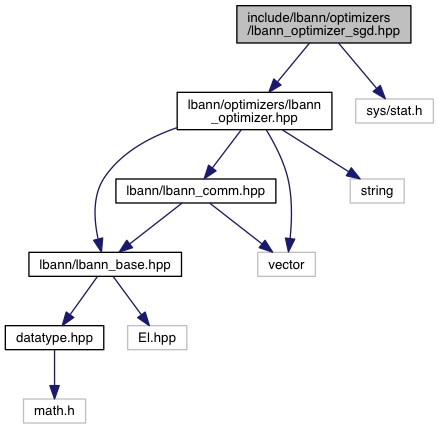 include/lbann/optimizers
/lbann_optimizer_sgd.hpp
lbann/optimizers/lbann
_optimizer.hpp
sys/stat.h
lbann/lbann_comm.hpp
string
lbann/lbann_base.hpp
vector
datatype.hpp
El.hpp
math.h